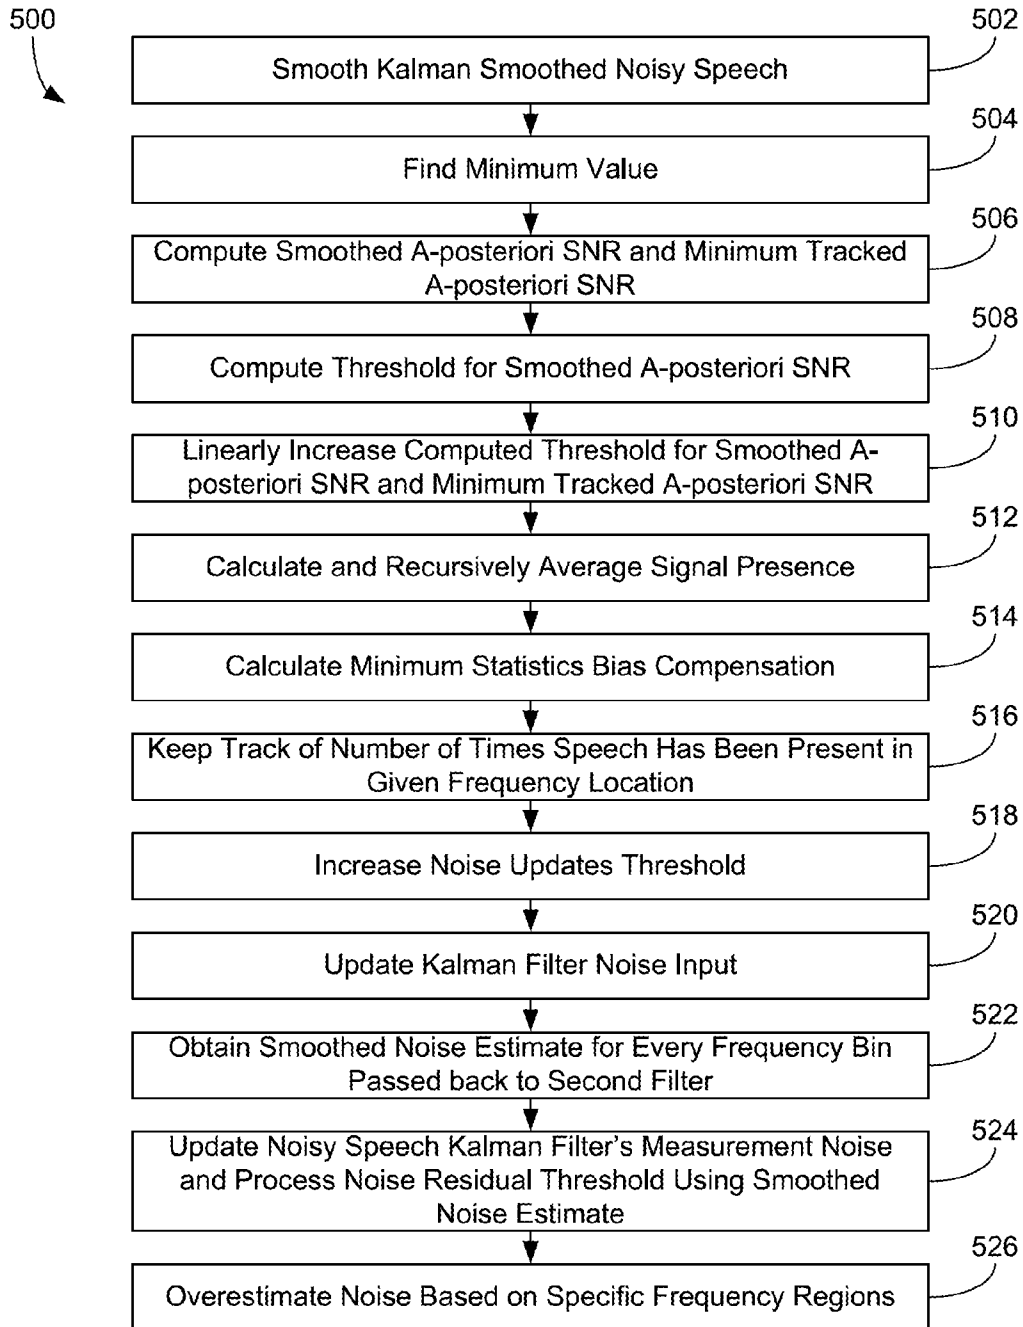 500
502
Smooth Kalman Smoothed Noisy Speech
504
Find Minimum Value
506
Compute Smoothed A-posteriori SNR and Minimum Tracked
A-posteriori SNR
508
Compute Threshold for Smoothed A-posteriori SNR
510
Linearly Increase Computed Threshold for Smoothed A-
posteriori SNR and Minimum Tracked A-posteriori SNR
512
Calculate and Recursively Average Signal Presence
514
Calculate Minimum Statistics Bias Compensation
516
Keep Track of Number of Times Speech Has Been Present in
Given Frequency Location
518
Increase Noise Updates Threshold
520
Update Kalman Filter Noise Input
522
Obtain Smoothed Noise Estimate for Every Frequency Bin
Passed back to Second Filter
524
Update Noisy Speech Kalman Filter's Measurement Noise
and Process Noise Residual Threshold Using Smoothed
Noise Estimate
526
Overestimate Noise Based on Specific Frequency Regions